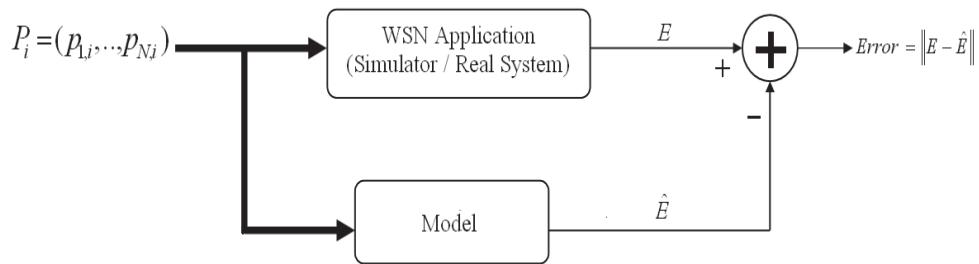 P_i =(p_{1,i},..,p_{N,i})
WSN Application
(Simulator / Real System)
E
+
+
Error = ‖E − Ê‖
−
Model
Ê